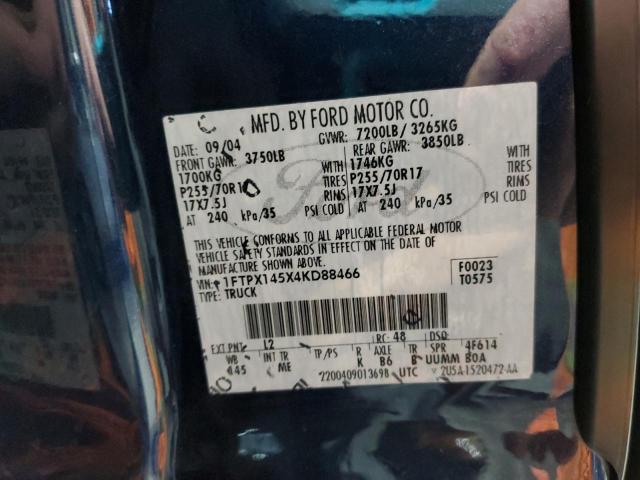 MFD. BY FORD MOTOR CO.
DATE: 09/04 GVWR: 7200LB/ 3265KG
FRONT GAWR: 3750LB REAR GAWR: 3850LB
1700KG WITH 1746KG WITH
P255/70R17 TIRES P255/70R17 TIRES
17X7.5J RIMS 17X7.5J RIMS
AT 240 kPa/35 PSI COLD AT 240 kPa/35 PSI COLD
Ford
THIS VEHICLE CONFORMS TO ALL APPLICABLE FEDERAL MOTOR
VEHICLE SAFETY STANDARDS IN EFFECT ON THE DATE OF
MANUFACTURE SHOWN ABOVE.
VIN: 1FTPX145X4KD88466 F0023
TYPE: TRUCK T0575
EXT PNT: L2 RC: 48 DSO:
WB INT TR TP/PS R AXLE TR SPR 4F614
145 ME K B6 B UUMM BOA
2200409013698 UTC 2U5A-1520472-AA